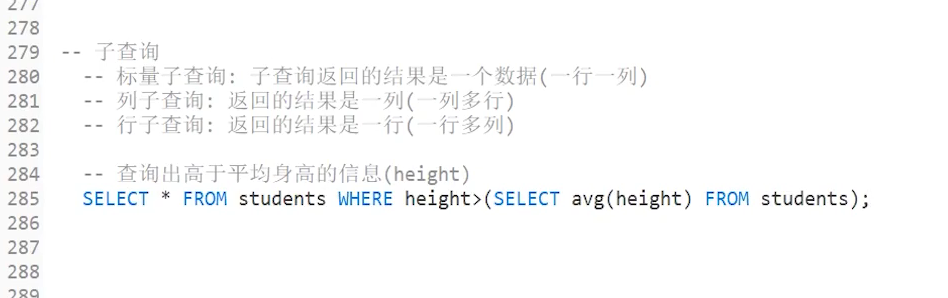 277
278
279 -- 子查询
280 -- 标量子查询: 子查询返回的结果是一个数据(一行一列)
281 -- 列子查询: 返回的结果是一列(一列多行)
282 -- 行子查询: 返回的结果是一行(一行多列)
283
284 -- 查询出高于平均身高的信息(height)
285 SELECT * FROM students WHERE height>(SELECT avg(height) FROM students);
286
287
288
289